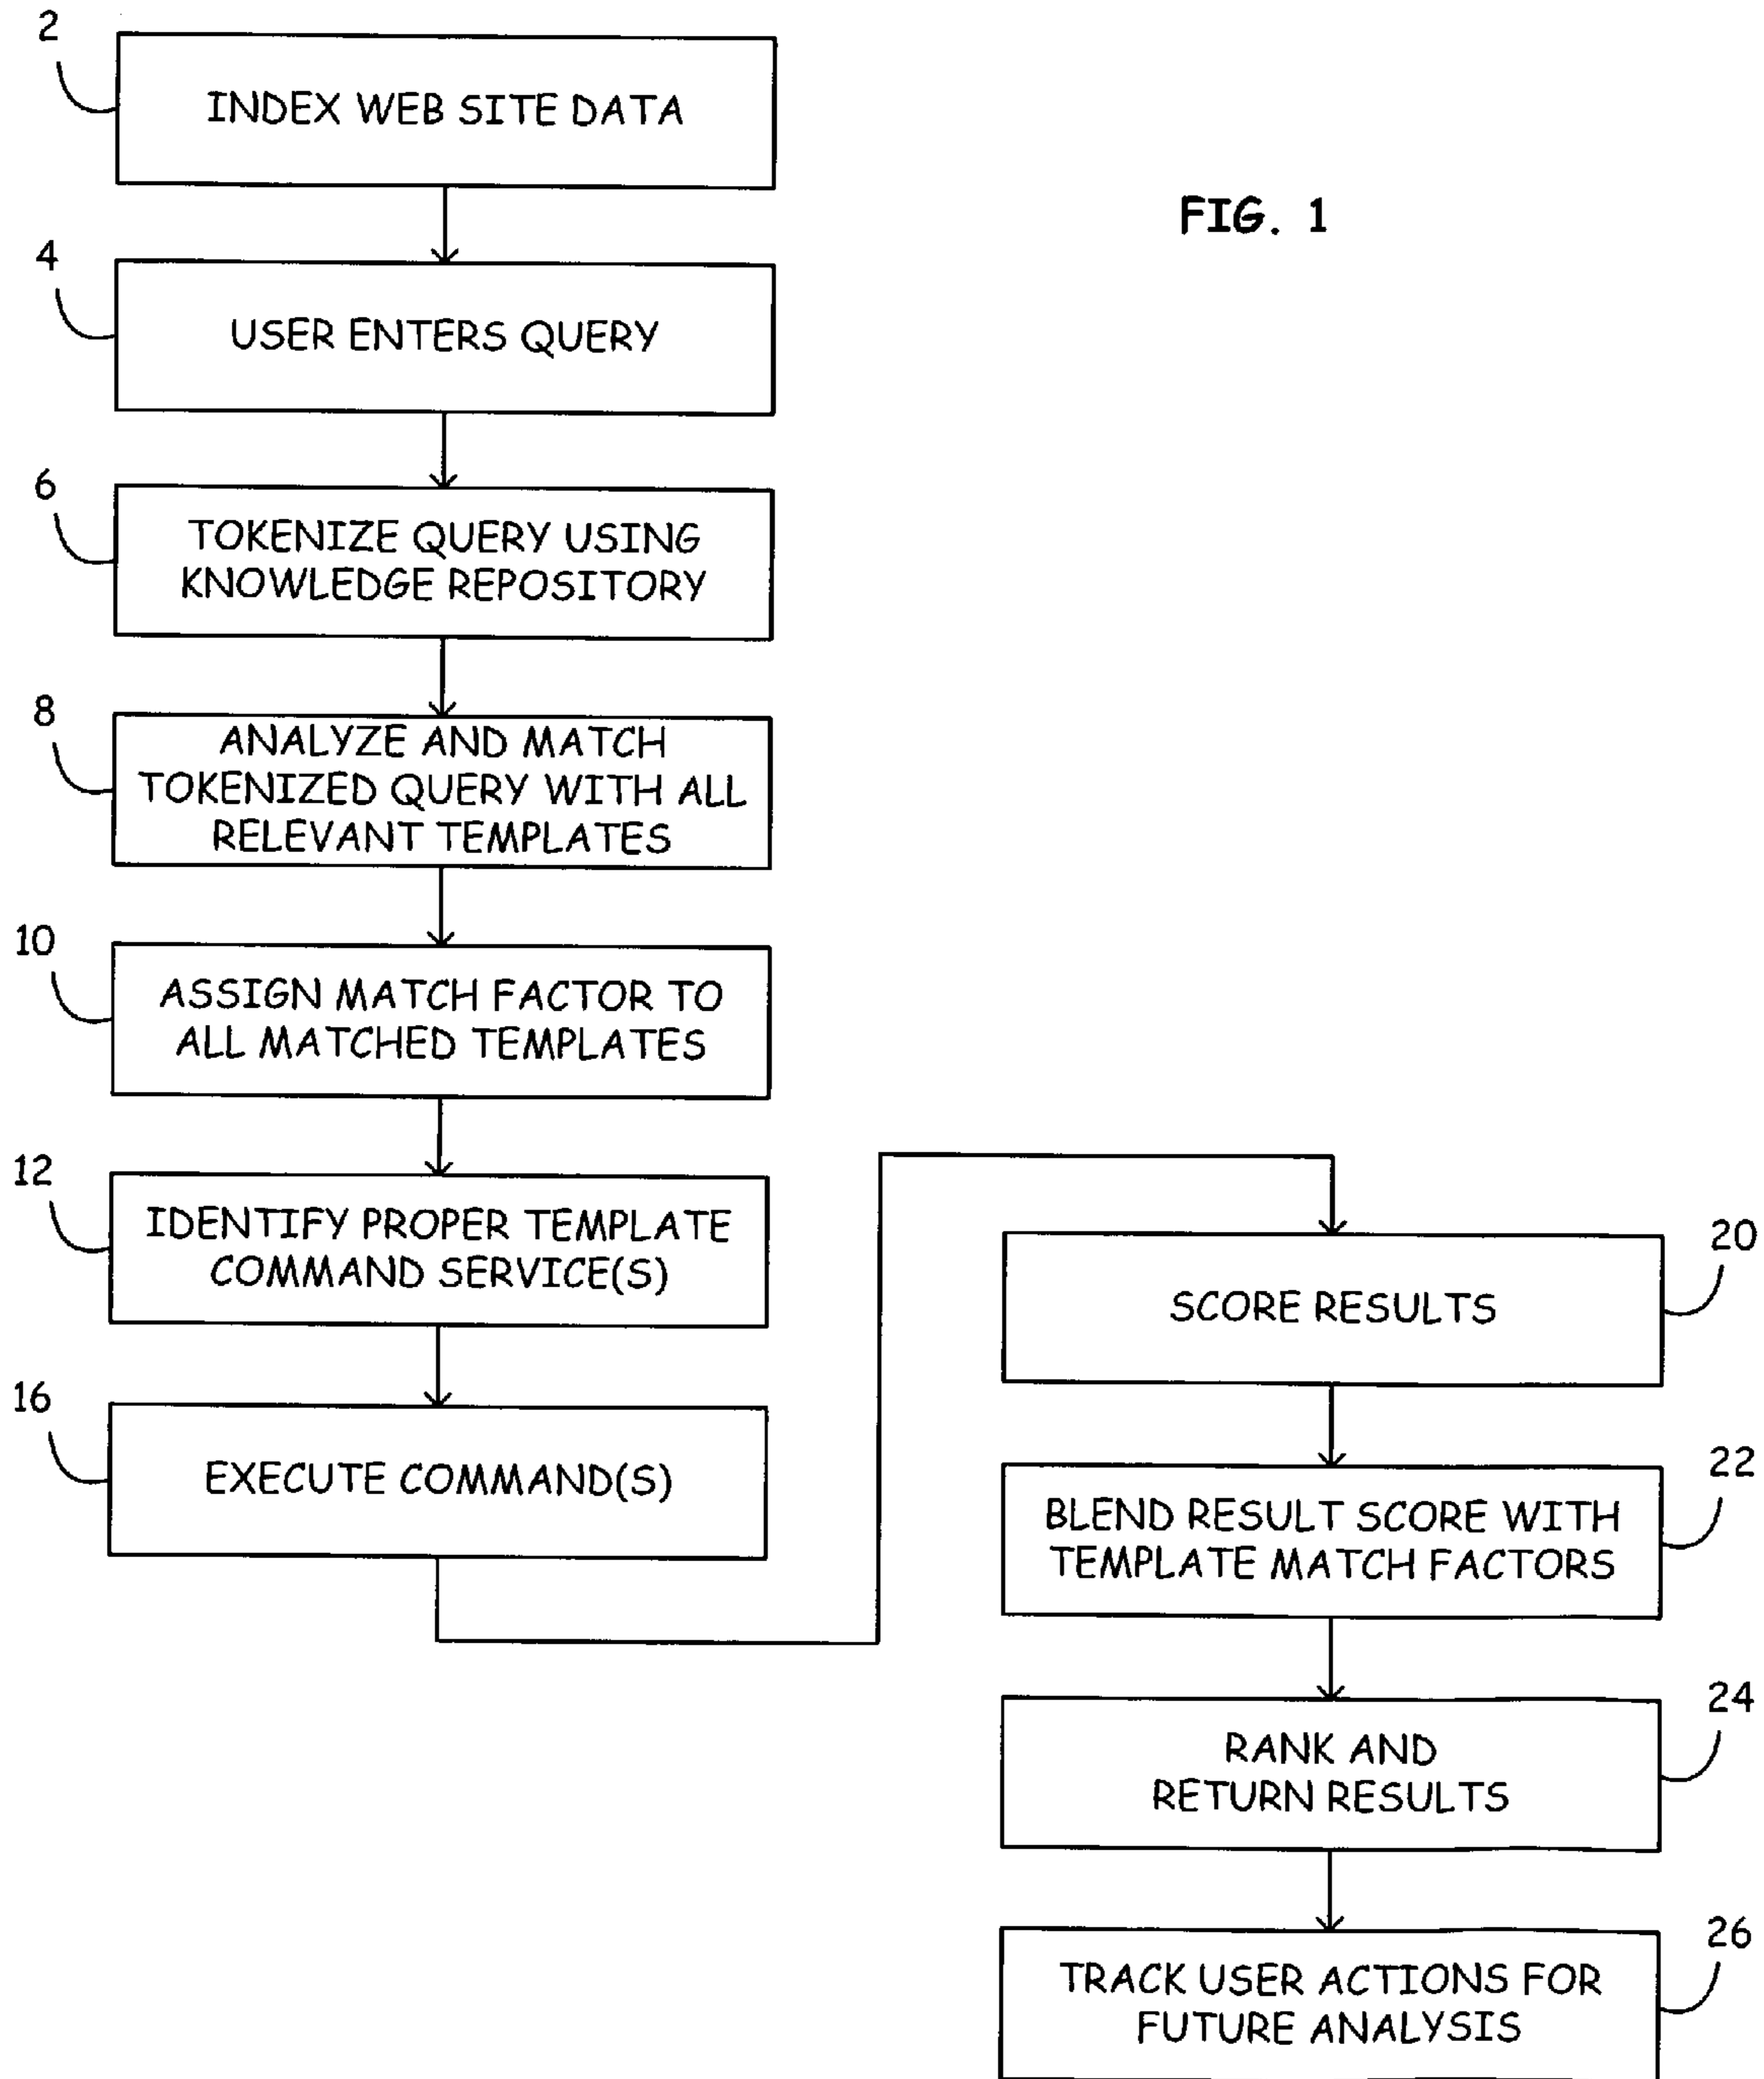 2
INDEX WEB SITE DATA
FIG. 1
4
USER ENTERS QUERY
6
TOKENIZE QUERY USING
KNOWLEDGE REPOSITORY
8
ANALYZE AND MATCH
TOKENIZED QUERY WITH ALL
RELEVANT TEMPLATES
10
ASSIGN MATCH FACTOR TO
ALL MATCHED TEMPLATES
12
IDENTIFY PROPER TEMPLATE
COMMAND SERVICE(S)
16
EXECUTE COMMAND(S)
20
SCORE RESULTS
22
BLEND RESULT SCORE WITH
TEMPLATE MATCH FACTORS
24
RANK AND
RETURN RESULTS
26
TRACK USER ACTIONS FOR
FUTURE ANALYSIS